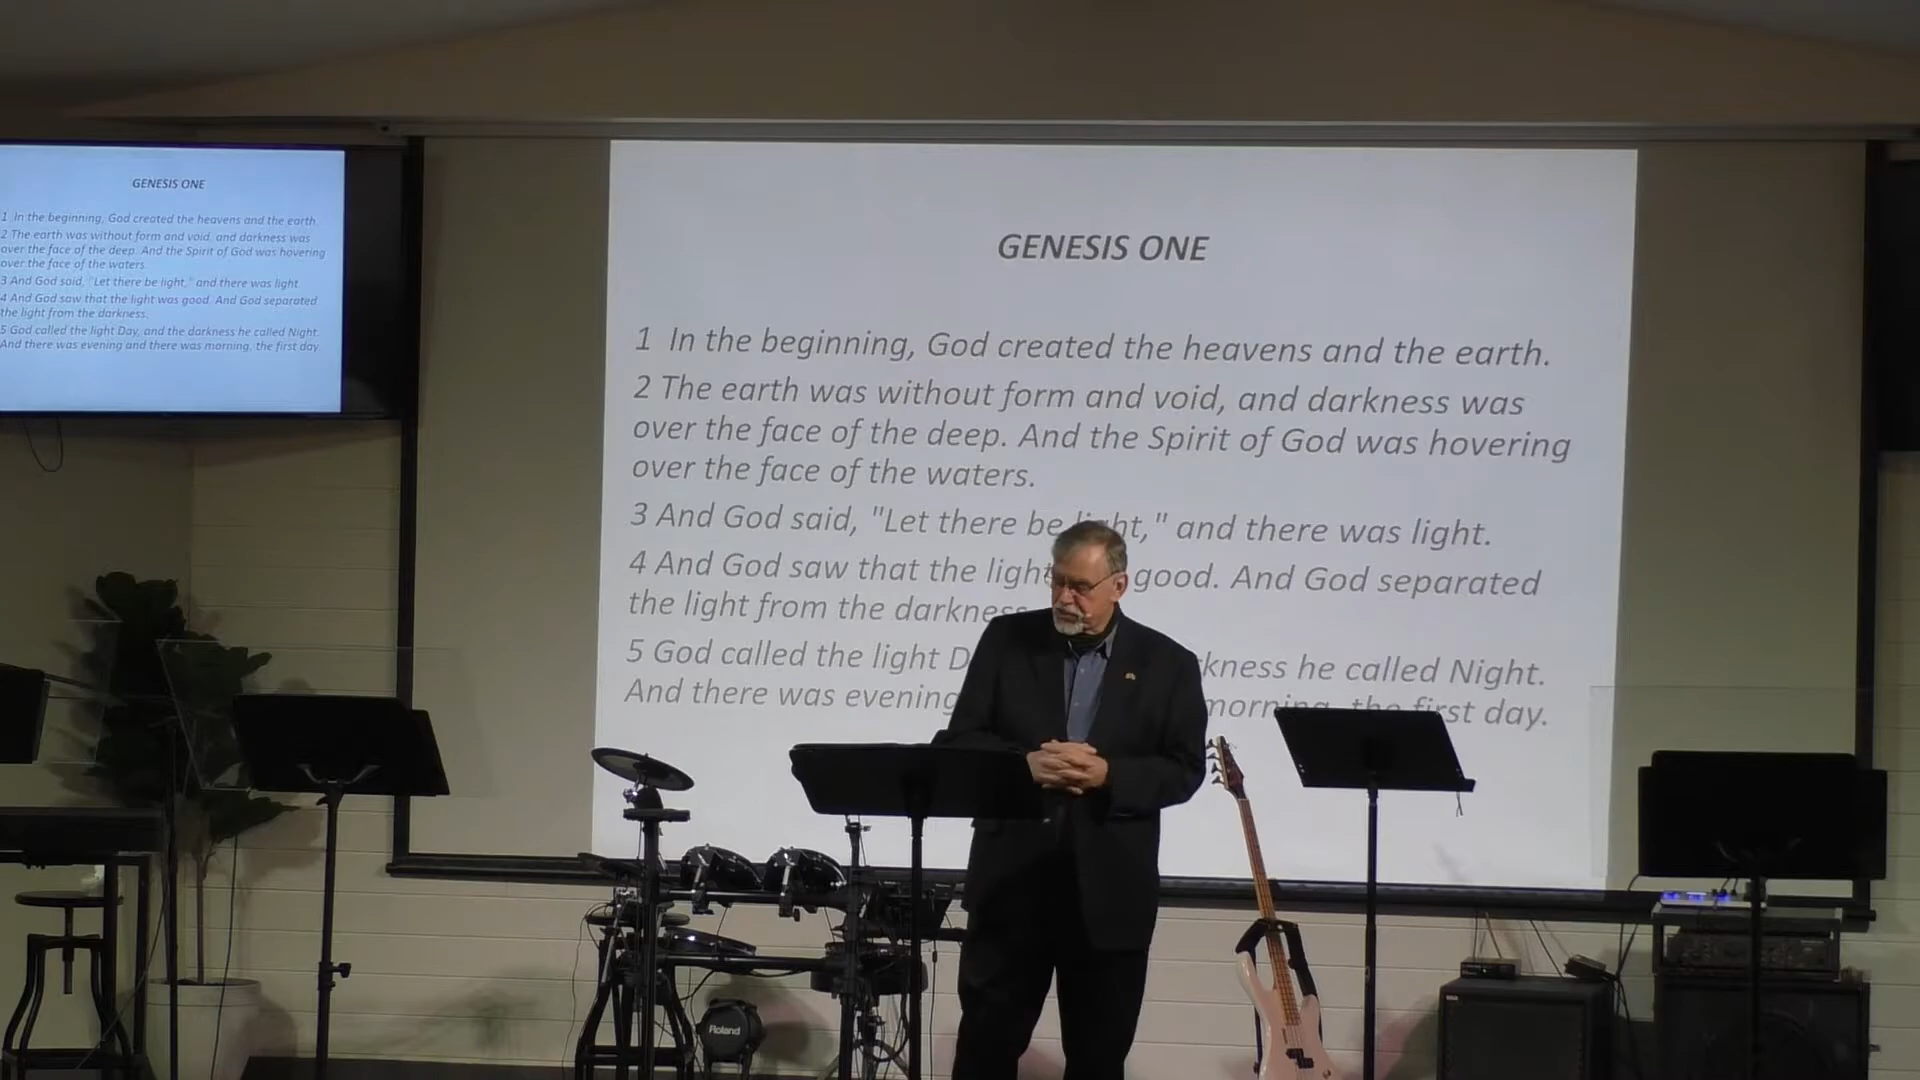 GENESIS ONE
1 In the beginning, God created the heavens and the earth.
2 The earth was without form and void, and darkness was
over the face of the deep. And the Spirit of God was hovering
over the face of the waters.
3 And God said, "Let there be light," and there was light.
4 And God saw that the light was good. And God separated
the light from the darkness.
5 God called the light Day, and the darkness he called Night.
And there was evening and there was morning, the first day
GENESIS ONE
1 In the beginning, God created the heavens and the earth.
2 The earth was without form and void, and darkness was
over the face of the deep. And the Spirit of God was hovering
over the face of the waters.
3 And God said, "Let there be light," and there was light.
4 And God saw that the light good. And God separated
the light from the darkness
5 God called the light he called Night.
And there was evening morning, the first day.
Roland